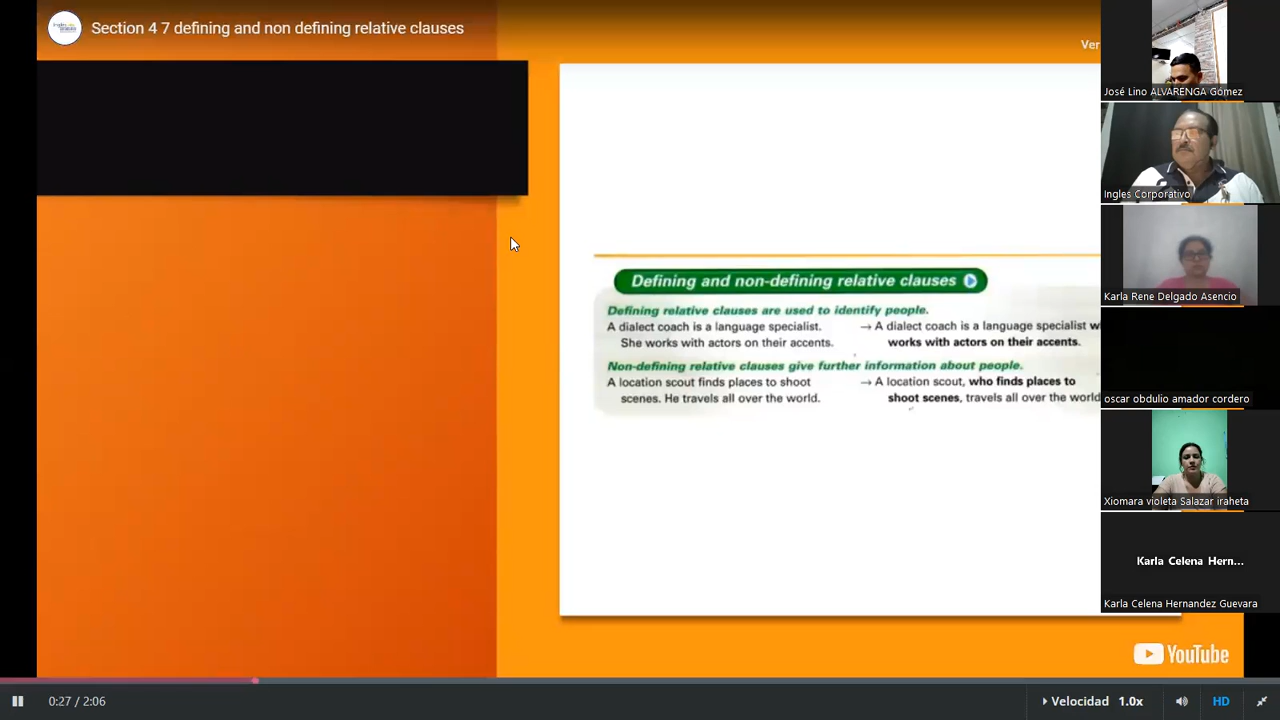 Section 4 7 defining and non defining relative clauses
Ver
Defining and non-defining relative clauses
Defining relative clauses are used to identify people.
A dialect coach is a language specialist.
She works with actors on their accents.
→ A dialect coach is a language specialist w
works with actors on their accents.
Non-defining relative clauses give further information about people.
A location scout finds places to shoot
scenes. He travels all over the world.
→ A location scout, who finds places to
shoot scenes, travels all over the world
José Lino ALVARENGA Gómez
Ingles Corporativo
Karla Rene Delgado Asencio
oscar obdulio amador cordero
Xiomara violeta Salazar iraheta
Karla Celena Hern...
Karla Celena Hernandez Guevara
YouTube
0:27 / 2:06
Velocidad 1.0x
HD